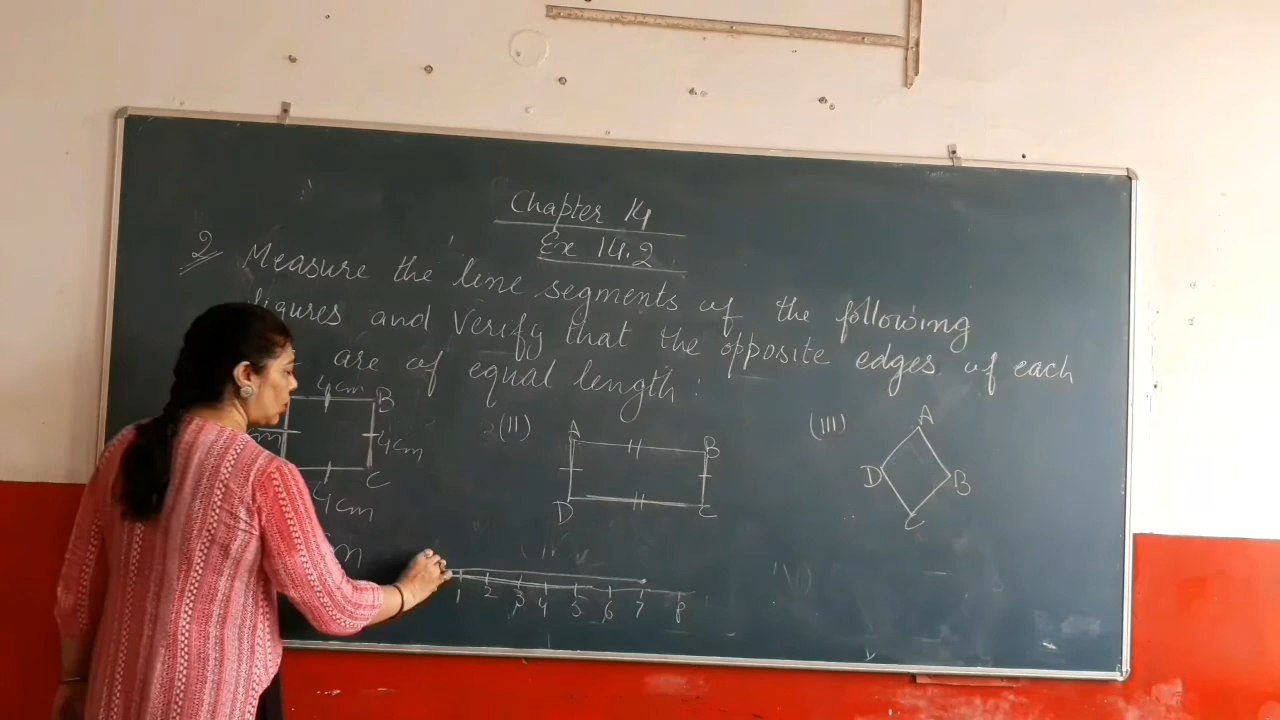 Chapter 14
Ex 14.2
2 Measure the line segments of the following
figures and Verify that the opposite edges of each
are of equal length:
4cm
B
4cm
C
4cm
m
(II)
A
B
D
C
(III)
A
D
B
C
1 2 3 4 5 6 7 8